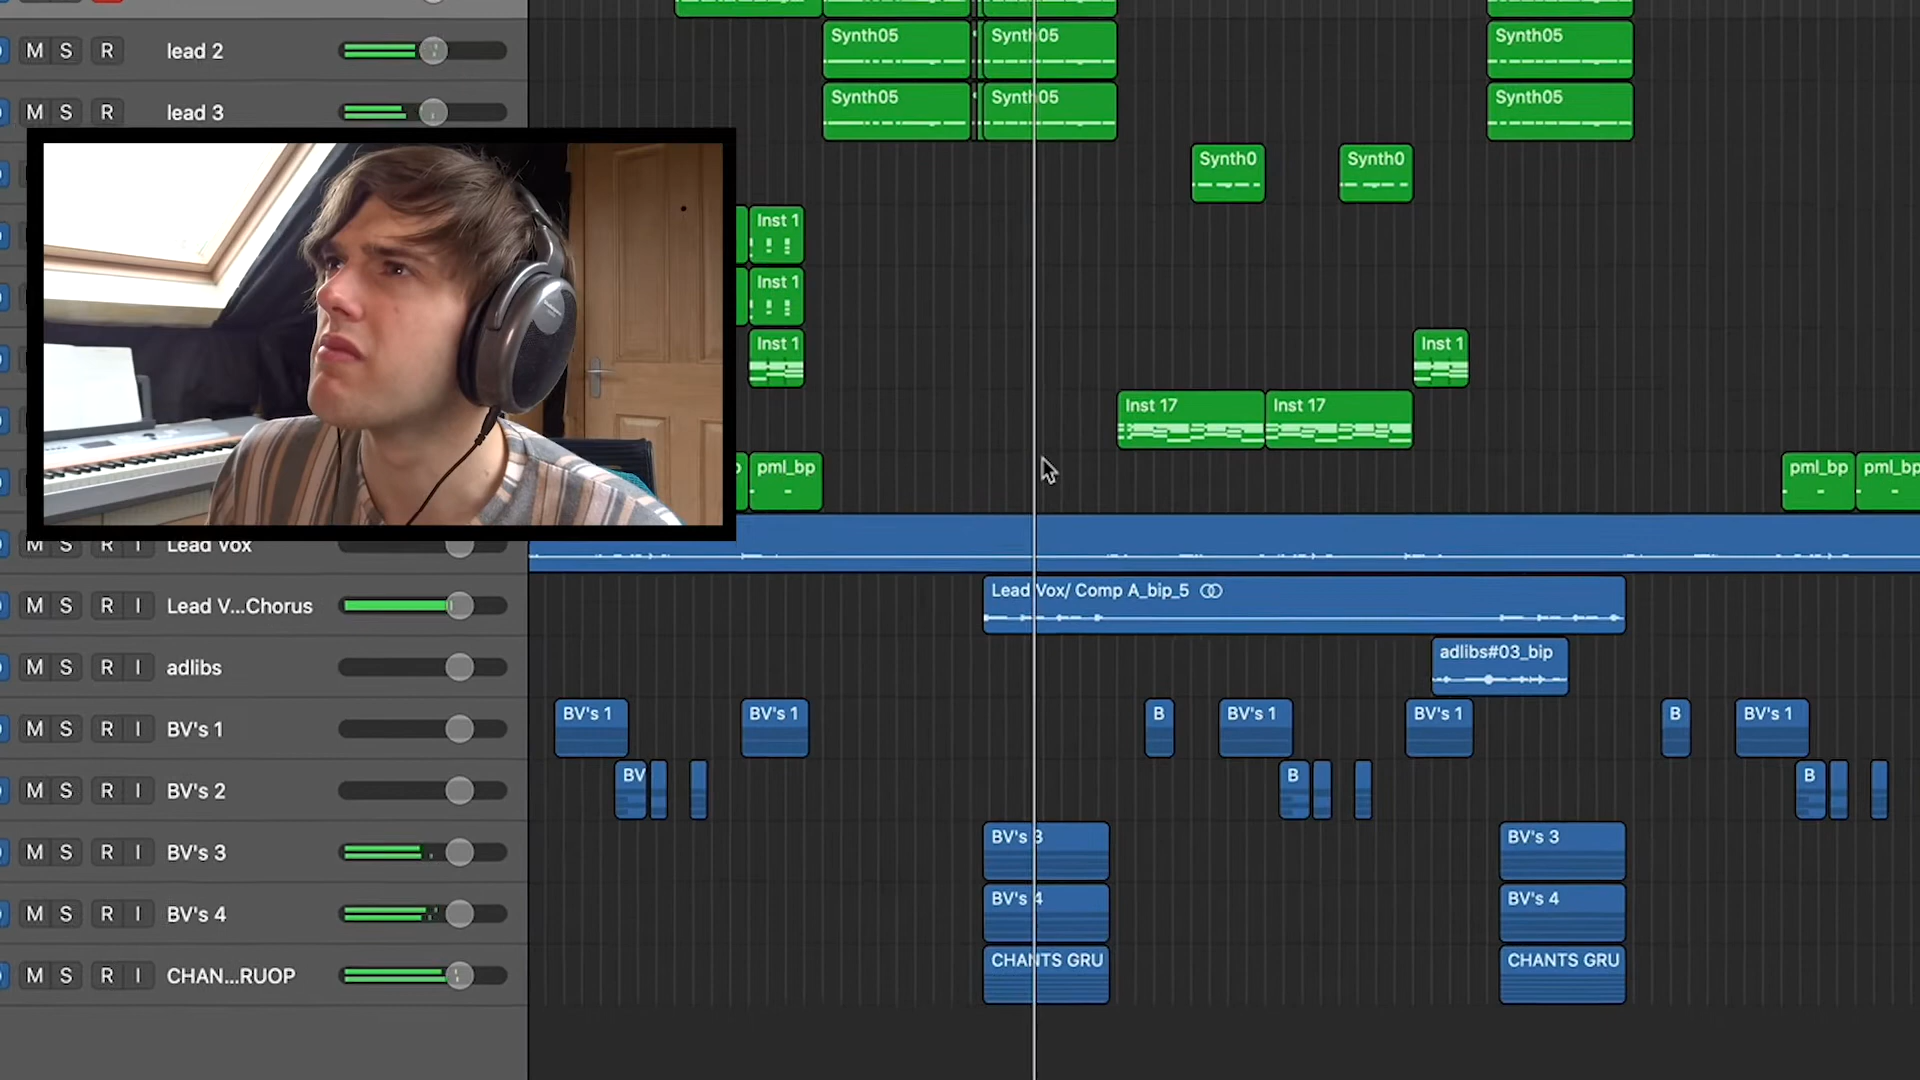 M S R lead 2 Synth05 Synth05 Synth05
M S R lead 3 Synth05 Synth05 Synth05
Synth0 Synth0
Inst 1
Inst 1
Inst 1 Inst 1
Inst 17 Inst 17
pml_bp pml_bp pml_bp
M S R I Lead Vox
M S R I Lead V...Chorus Lead Vox/ Comp A_bip_5
M S R I adlibs adlibs#03_bip
M S R I BV's 1 BV's 1 BV's 1 B BV's 1 BV's 1 B BV's 1
M S R I BV's 2 BV B B
M S R I BV's 3 BV's 3 BV's 3
M S R I BV's 4 BV's 4 BV's 4
M S R I CHAN...RUOP CHANTS GRU CHANTS GRU